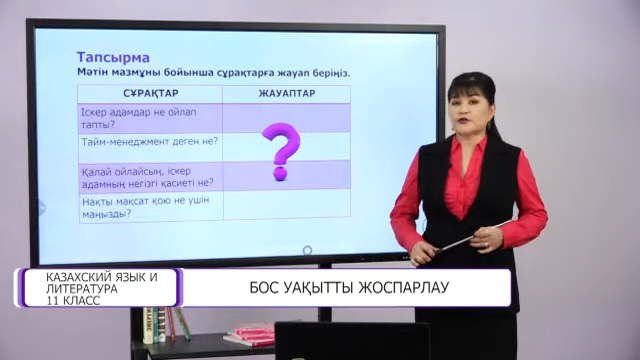 Тапсырма
Мәтін мазмұны бойынша сұрақтарға жауап беріңіз.
СҰРАҚТАР
ЖАУАПТАР
Іскер адамдар не ойлап
тапты?
Тайм-менеджмент деген не?
Қалай ойлайсың, іскер
адамның негізгі қасиеті не?
Нақты мақсат қою не үшін
маңызды?
КАЗАХСКИЙ ЯЗЫК И
ЛИТЕРАТУРА
11 КЛАСС
БОС УАҚЫТТЫ ЖОСПАРЛАУ